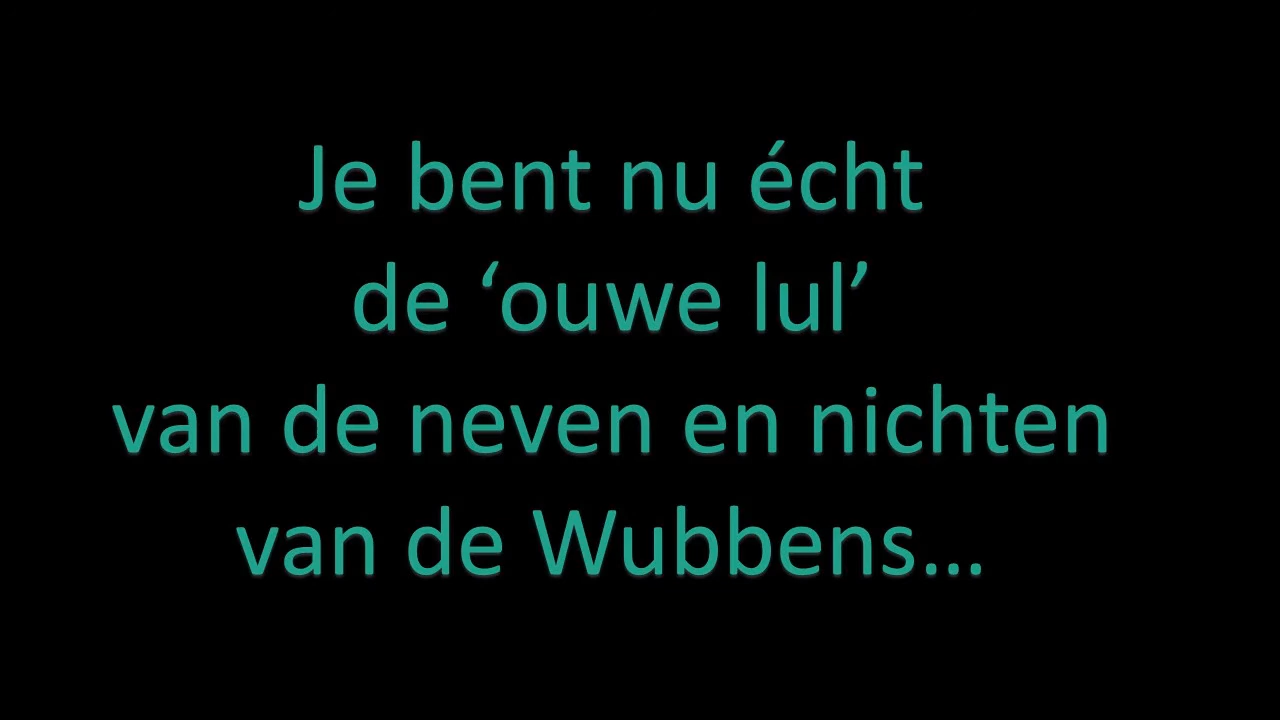 Je bent nu écht
de ‘ouwe lul’
van de neven en nichten
van de Wubbens…